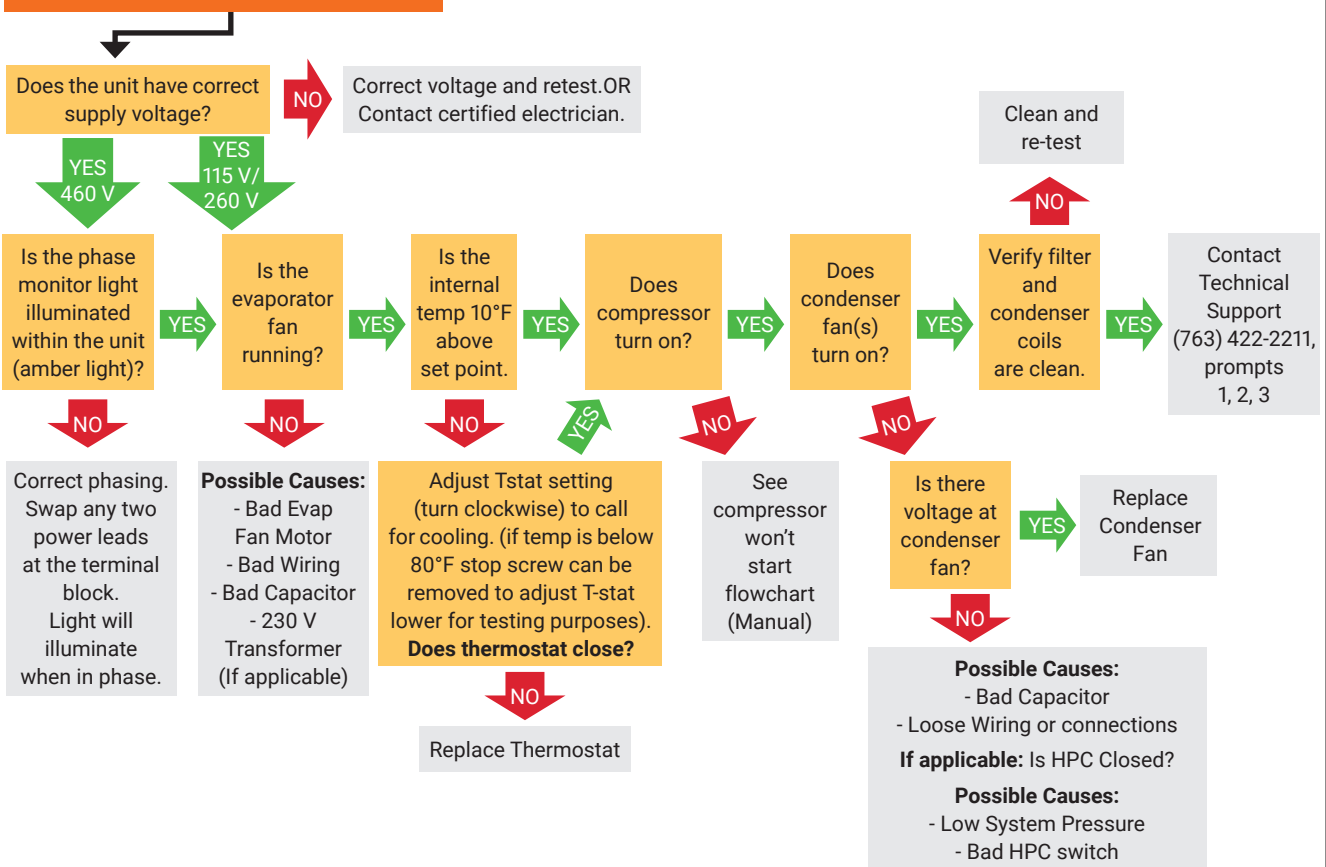 Does the unit have correct
supply voltage?
NO
Correct voltage and retest.OR
Contact certified electrician.
YES
460 V
YES
115 V/
260 V
Clean and
re-test
NO
Is the phase
monitor light
illuminated
within the unit
(amber light)?
YES
Is the
evaporator
fan
running?
YES
Is the
internal
temp 10°F
above
set point.
YES
Does
compressor
turn on?
YES
Does
condenser
fan(s)
turn on?
YES
Verify filter
and
condenser
coils
are clean.
YES
Contact
Technical
Support
(763) 422-2211,
prompts
1, 2, 3
NO
NO
NO
YES
NO
NO
Correct phasing.
Swap any two
power leads
at the terminal
block.
Light will
illuminate
when in phase.
Possible Causes:
- Bad Evap
Fan Motor
- Bad Wiring
- Bad Capacitor
- 230 V
Transformer
(If applicable)
Adjust Tstat setting
(turn clockwise) to call
for cooling. (if temp is below
80°F stop screw can be
removed to adjust T-stat
lower for testing purposes).
Does thermostat close?
NO
Replace Thermostat
See
compressor
won't
start
flowchart
(Manual)
Is there
voltage at
condenser
fan?
YES
Replace
Condenser
Fan
NO
Possible Causes:
- Bad Capacitor
- Loose Wiring or connections
If applicable: Is HPC Closed?
Possible Causes:
- Low System Pressure
- Bad HPC switch